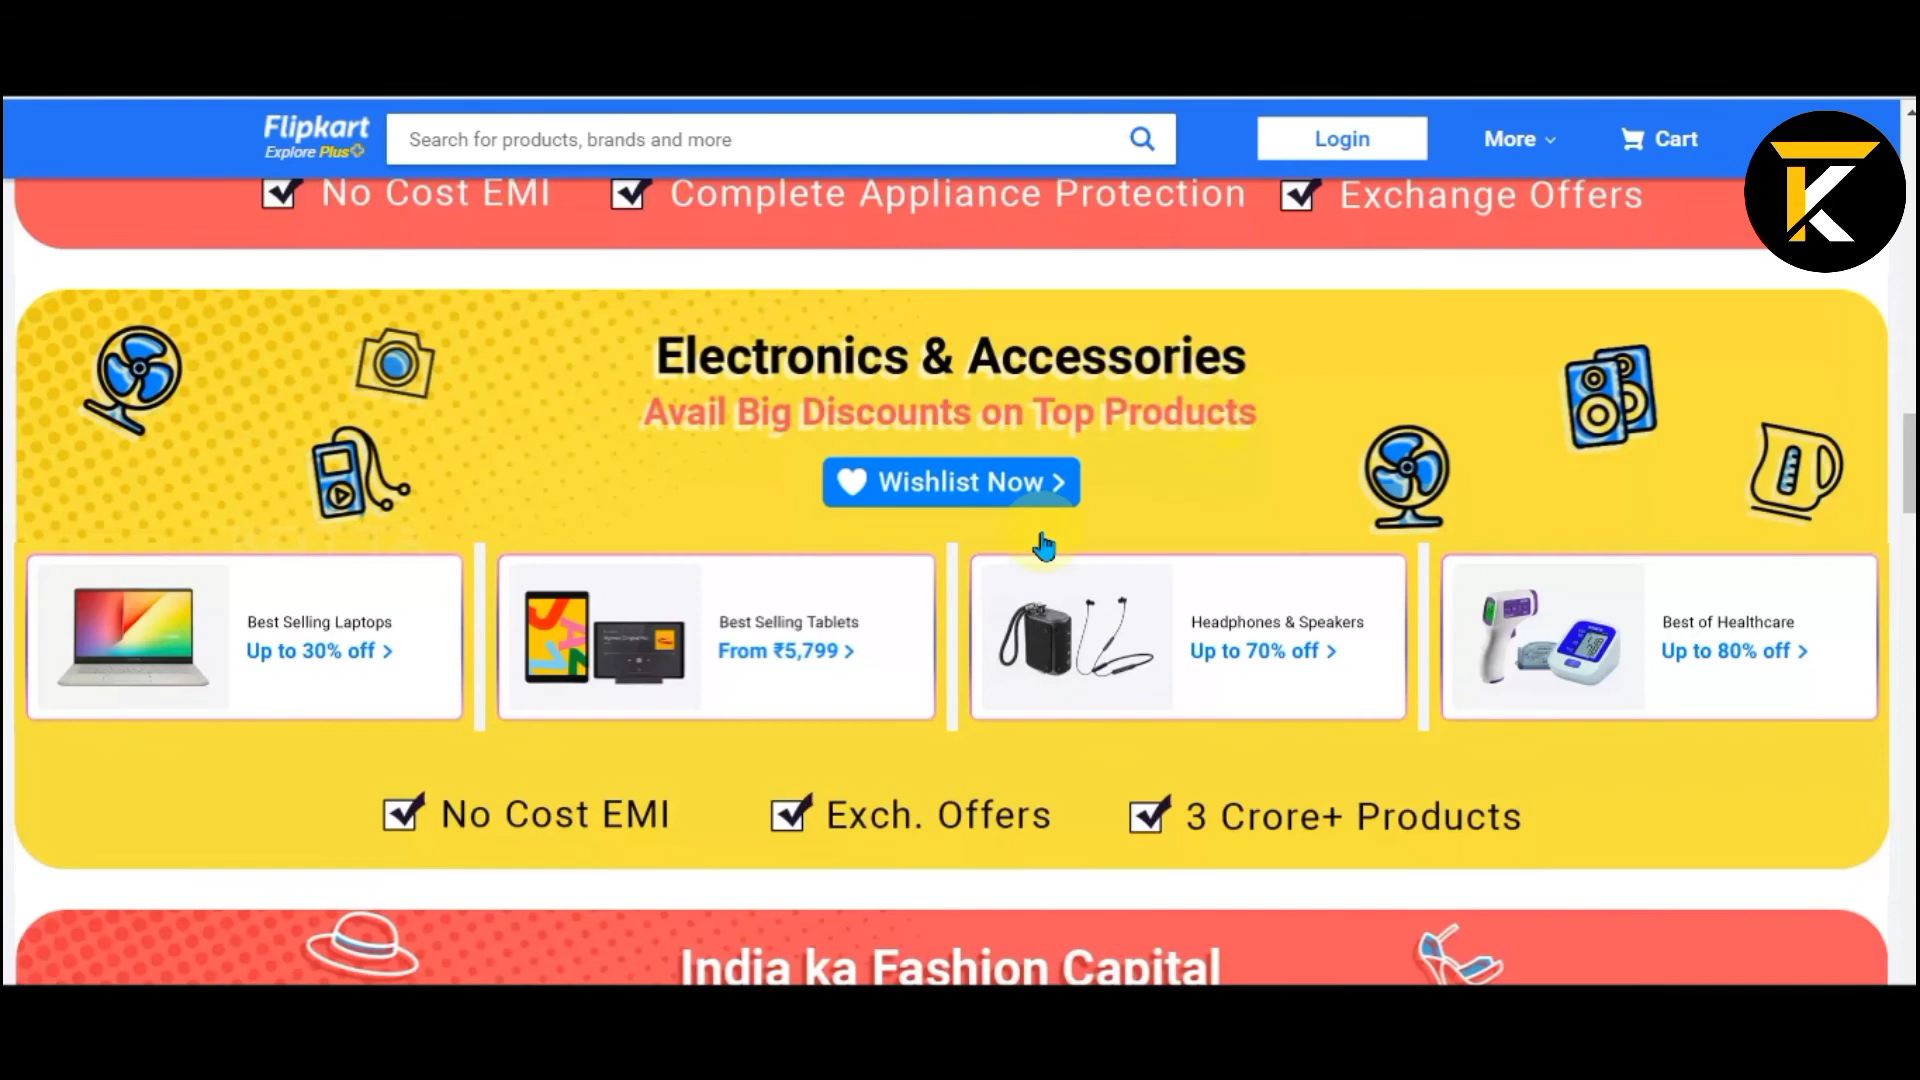 Flipkart
Explore Plus
Search for products, brands and more
Login
More
Cart
No Cost EMI
Complete Appliance Protection
Exchange Offers
Electronics & Accessories
Avail Big Discounts on Top Products
Wishlist Now
Best Selling Laptops
Up to 30% off
Best Selling Tablets
From ₹5,799
Headphones & Speakers
Up to 70% off
Best of Healthcare
Up to 80% off
No Cost EMI
Exch. Offers
3 Crore+ Products
India ka Fashion Capital